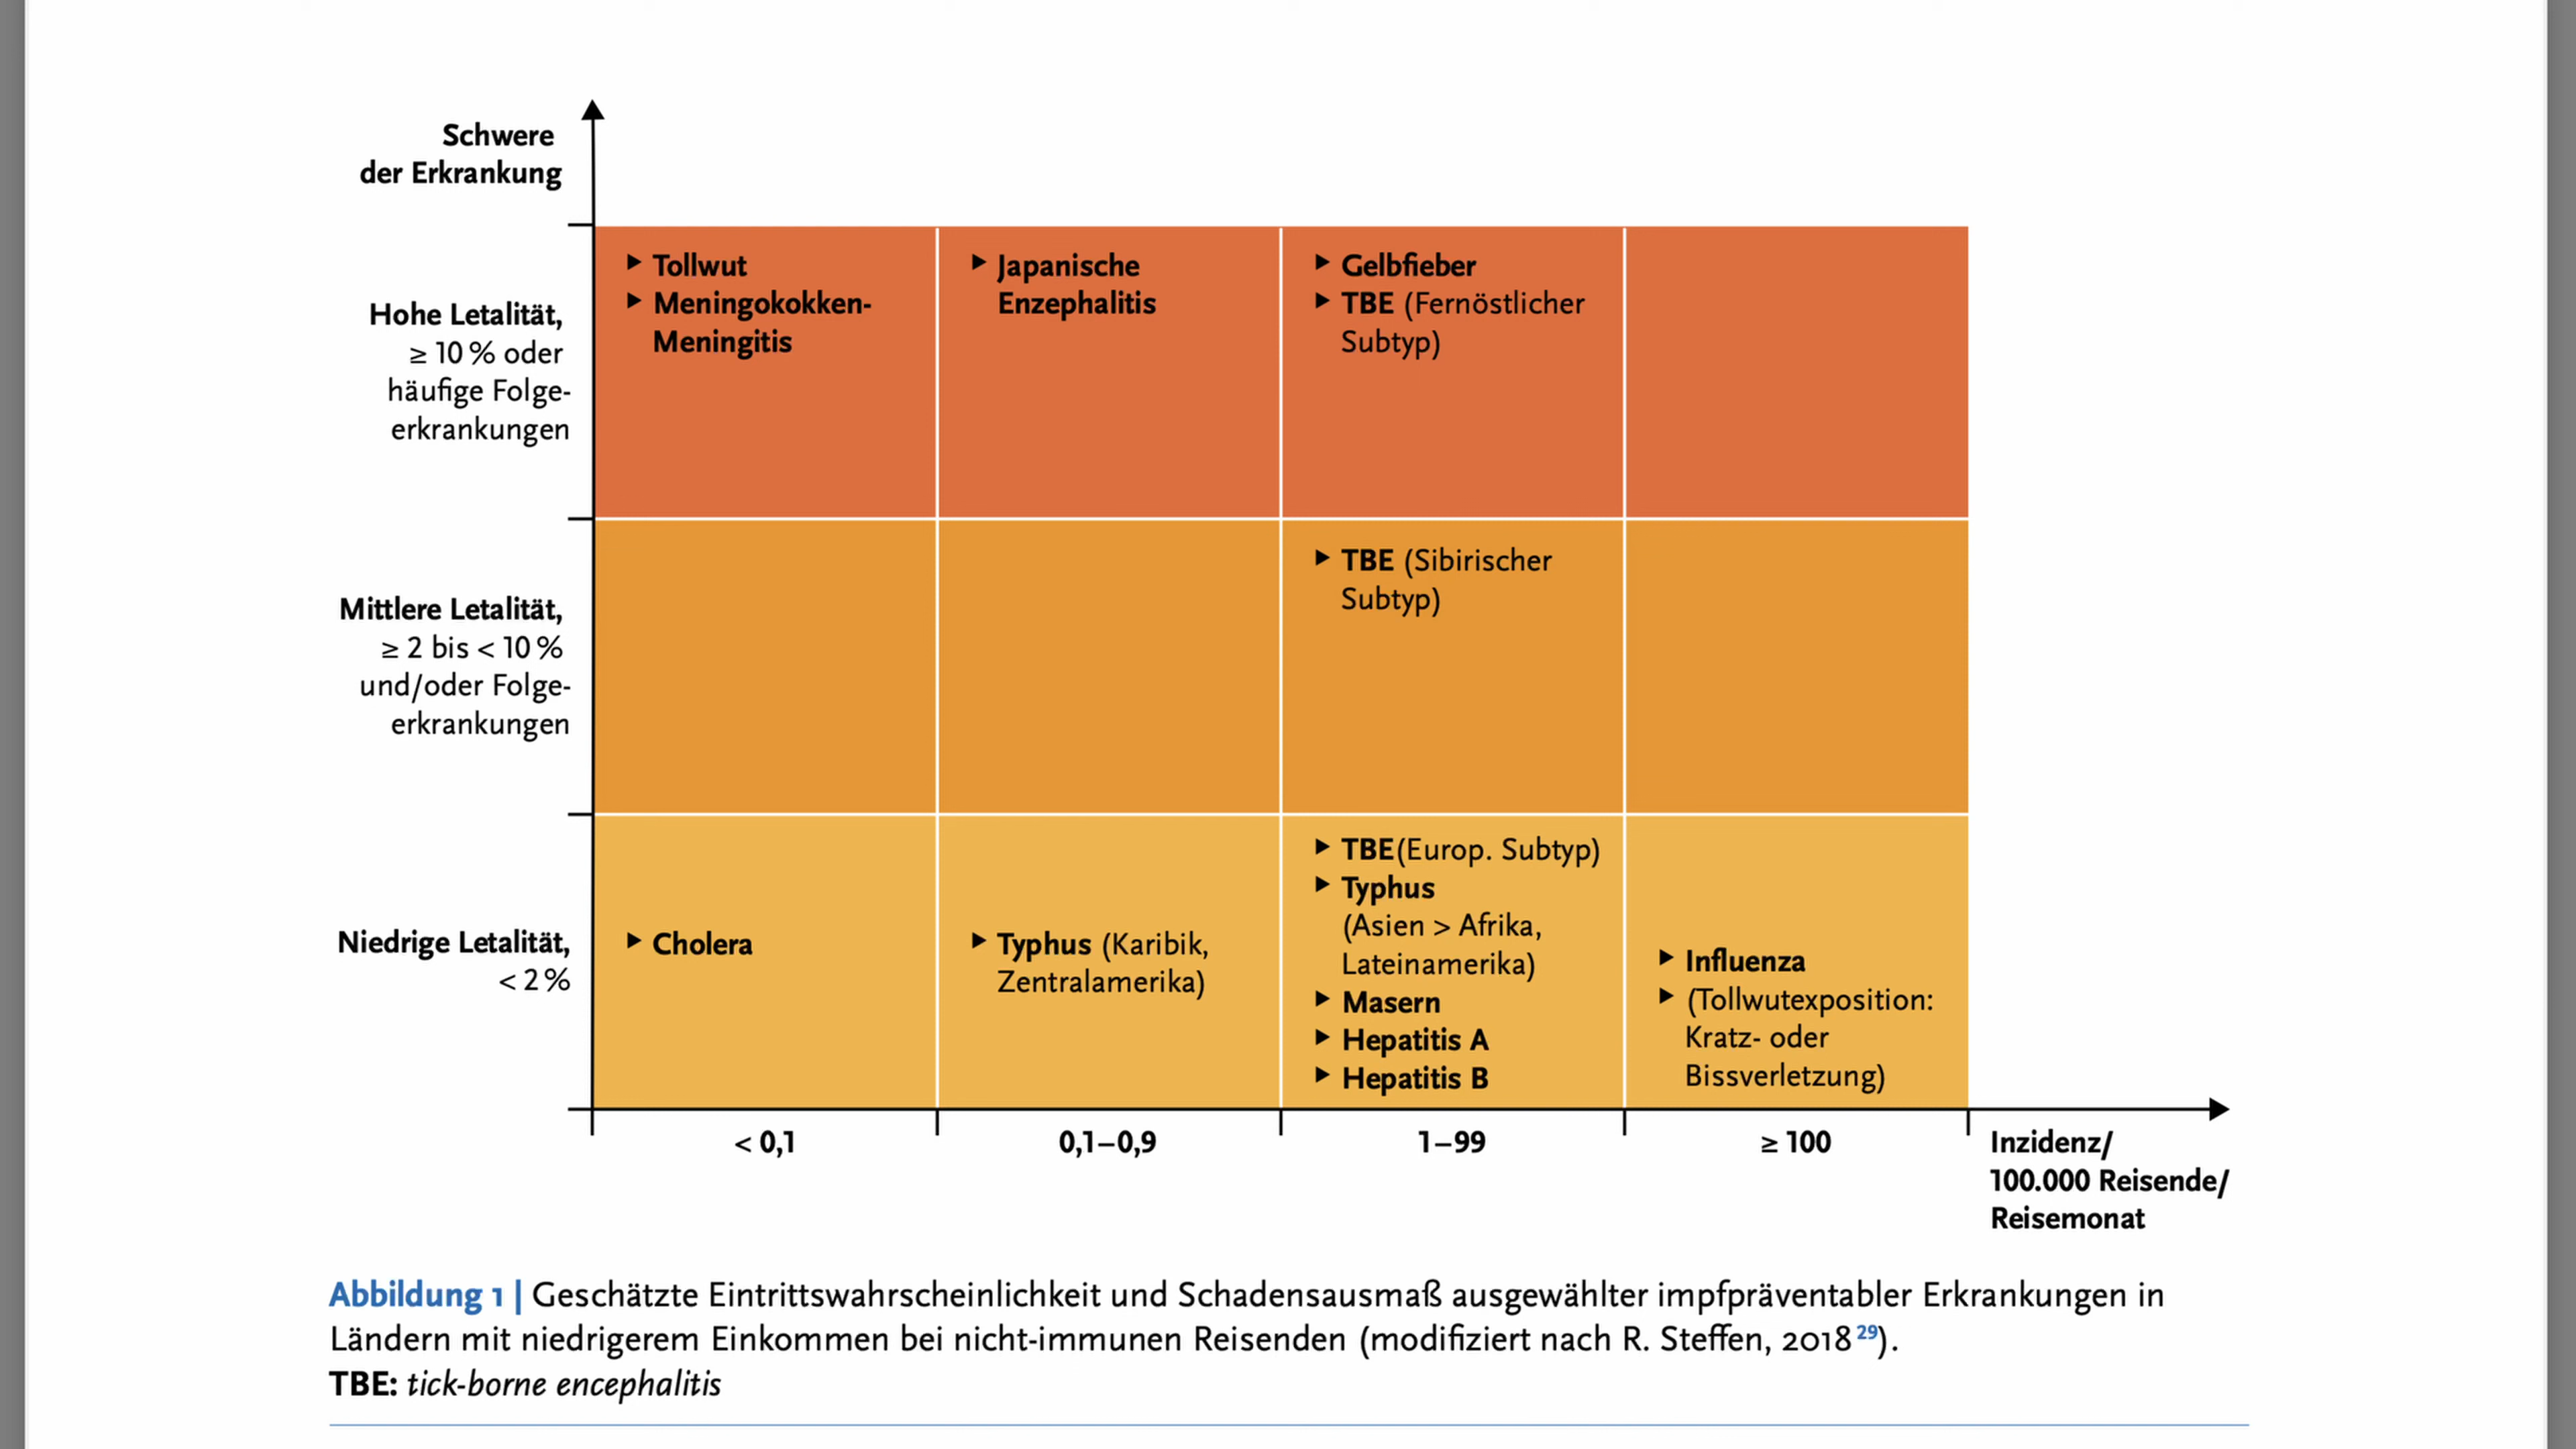 Schwere
der Erkrankung
Hohe Letalität,
≥ 10 % oder
häufige Folge-
erkrankungen
▶ Tollwut
▶ Meningokokken-
Meningitis
▶ Japanische
Enzephalitis
▶ Gelbfieber
▶ TBE (Fernöstlicher
Subtyp)
Mittlere Letalität,
≥ 2 bis < 10 %
und/oder Folge-
erkrankungen
▶ TBE (Sibirischer
Subtyp)
Niedrige Letalität,
< 2 %
▶ Cholera
▶ Typhus (Karibik,
Zentralamerika)
▶ TBE(Europ. Subtyp)
▶ Typhus
(Asien > Afrika,
Lateinamerika)
▶ Masern
▶ Hepatitis A
▶ Hepatitis B
▶ Influenza
▶ (Tollwutexposition:
Kratz- oder
Bissverletzung)
< 0,1
0,1–0,9
1–99
≥ 100
Inzidenz/
100.000 Reisende/
Reisemonat
Abbildung 1 | Geschätzte Eintrittswahrscheinlichkeit und Schadensausmaß ausgewählter impfpräventabler Erkrankungen in
Ländern mit niedrigerem Einkommen bei nicht-immunen Reisenden (modifiziert nach R. Steffen, 2018 29).
TBE: tick-borne encephalitis